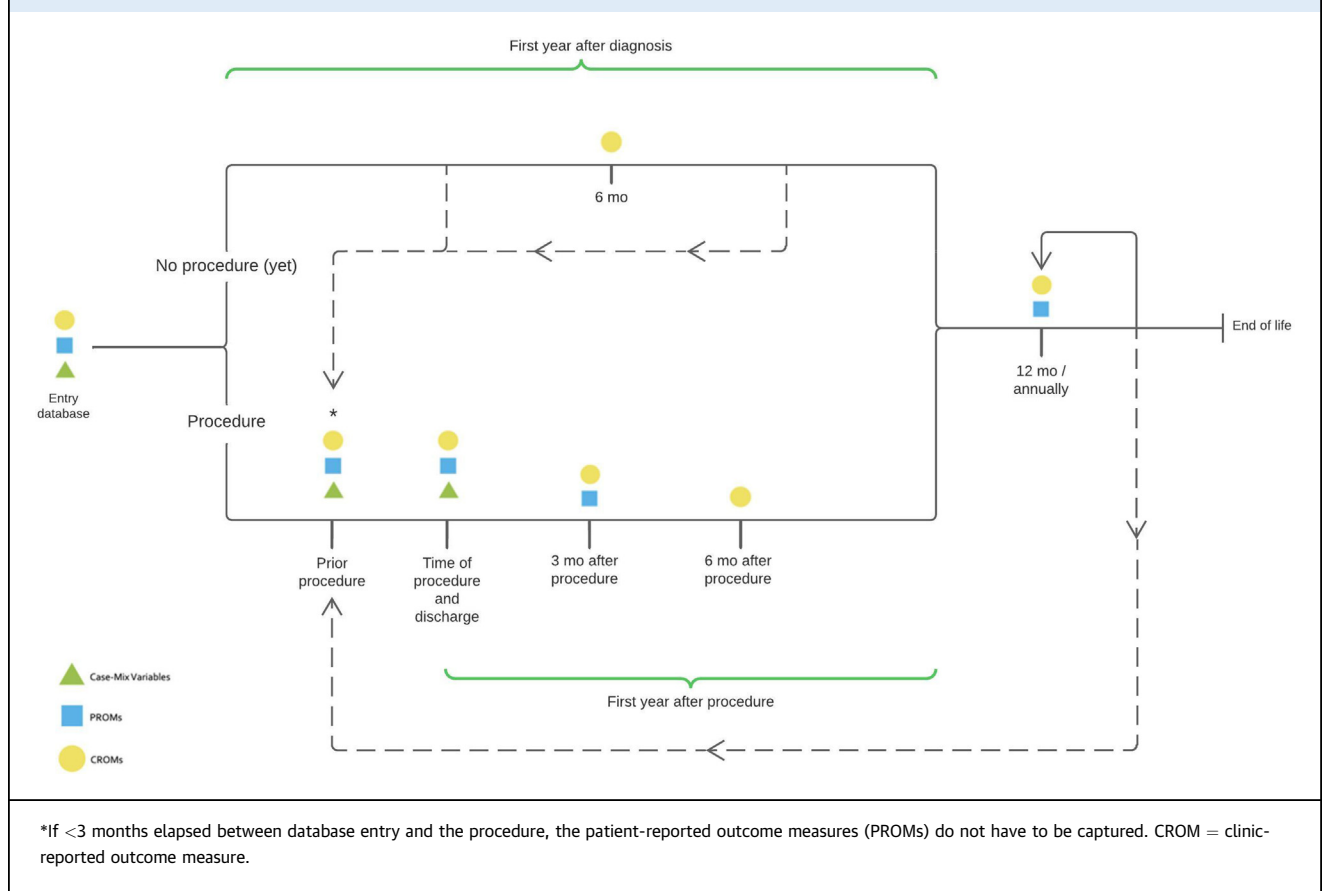 First year after diagnosis
6 mo
No procedure (yet)
End of life
12 mo /
annually
Entry
database
Procedure
*
Prior
procedure
Time of
procedure
and
discharge
3 mo after
procedure
6 mo after
procedure
Case-Mix Variables
PROMs
CROMs
First year after procedure
*If <3 months elapsed between database entry and the procedure, the patient-reported outcome measures (PROMs) do not have to be captured. CROM = clinic-
reported outcome measure.